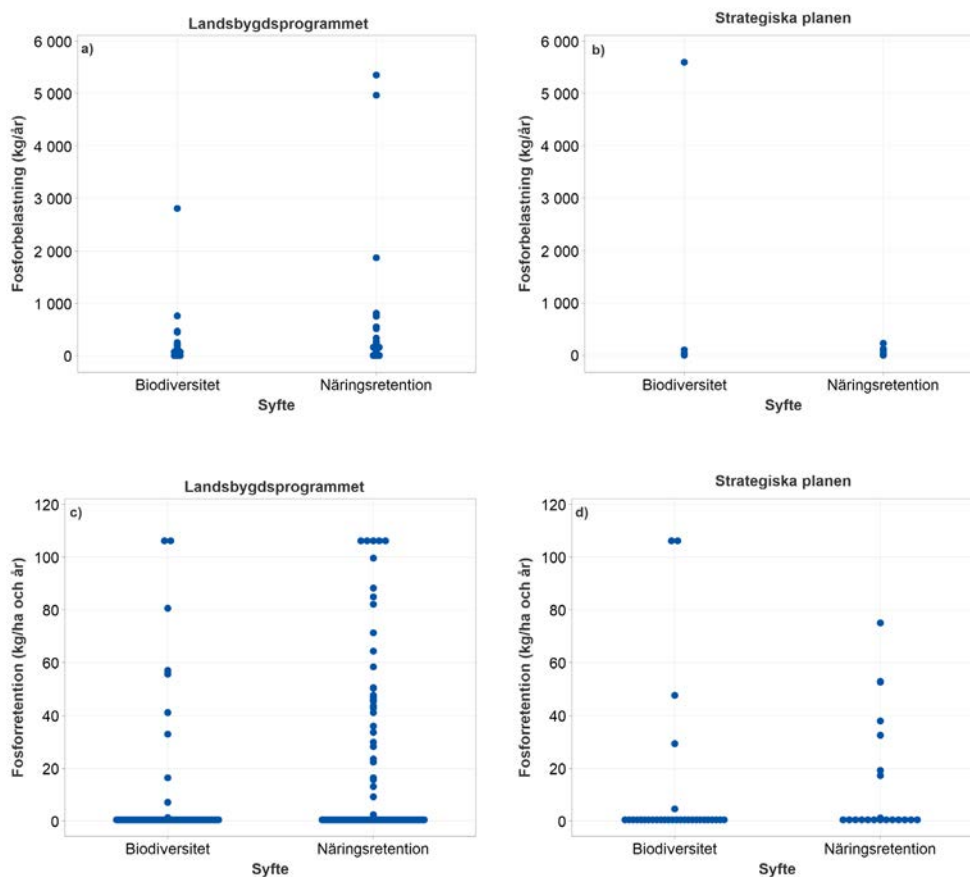 Landsbygdsprogrammet
a)
Fosforbelastning (kg/år)
6 000
5 000
4 000
3 000
2 000
1 000
0
Biodiversitet Näringsretention
Syfte
Strategiska planen
b)
Fosforbelastning (kg/år)
6 000
5 000
4 000
3 000
2 000
1 000
0
Biodiversitet Näringsretention
Syfte
Landsbygdsprogrammet
c)
Fosforretention (kg/ha och år)
120
100
80
60
40
20
0
Biodiversitet Näringsretention
Syfte
Strategiska planen
d)
Fosforretention (kg/ha och år)
120
100
80
60
40
20
0
Biodiversitet Näringsretention
Syfte